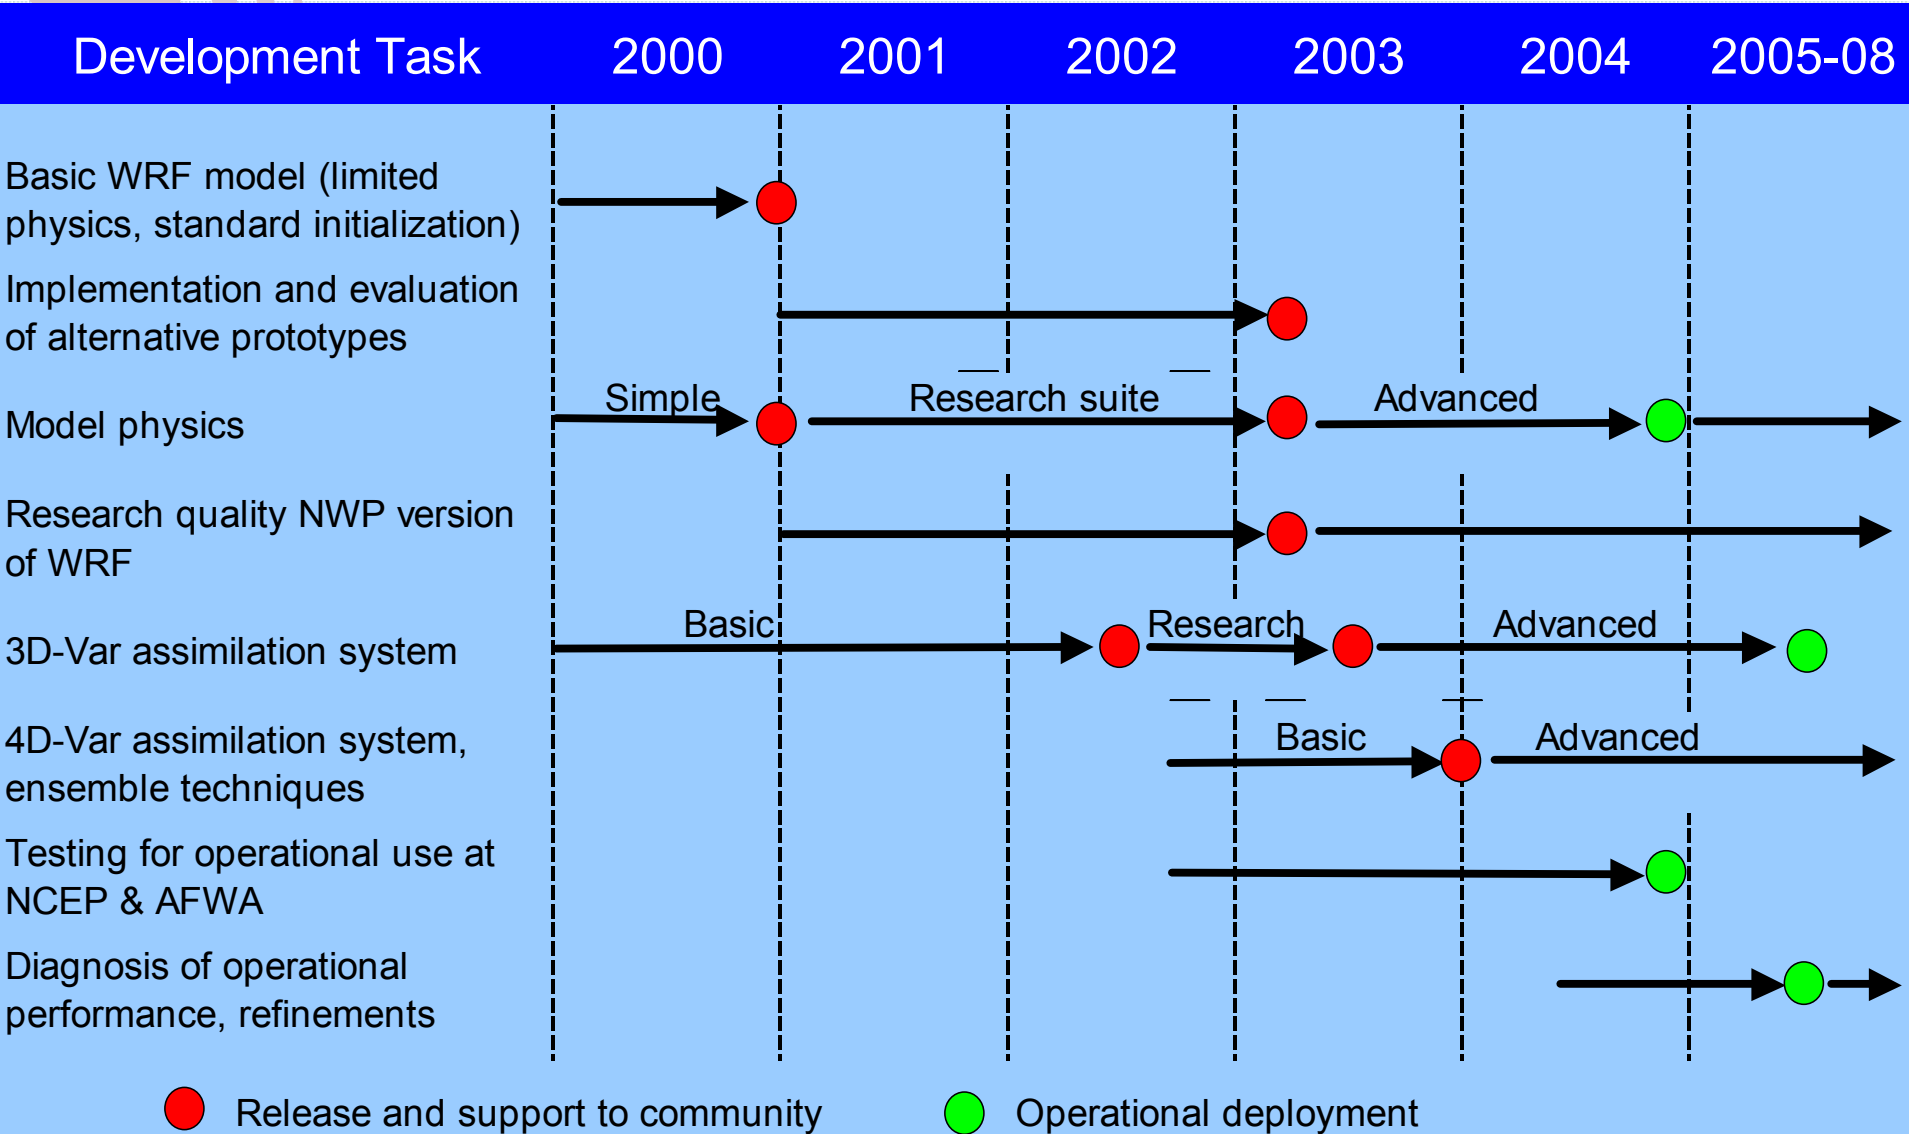 Development Task 2000 2001 2002 2003 2004 2005-08
Basic WRF model (limited
physics, standard initialization)
Implementation and evaluation
of alternative prototypes
Simple Research suite Advanced
Model physics
Research quality NWP version
of WRF
Basic Research Advanced
3D-Var assimilation system
4D-Var assimilation system,
Basic Advanced
ensemble techniques
Testing for operational use at
NCEP & AFWA
Diagnosis of operational
performance, refinements
Release and support to community Operational deployment